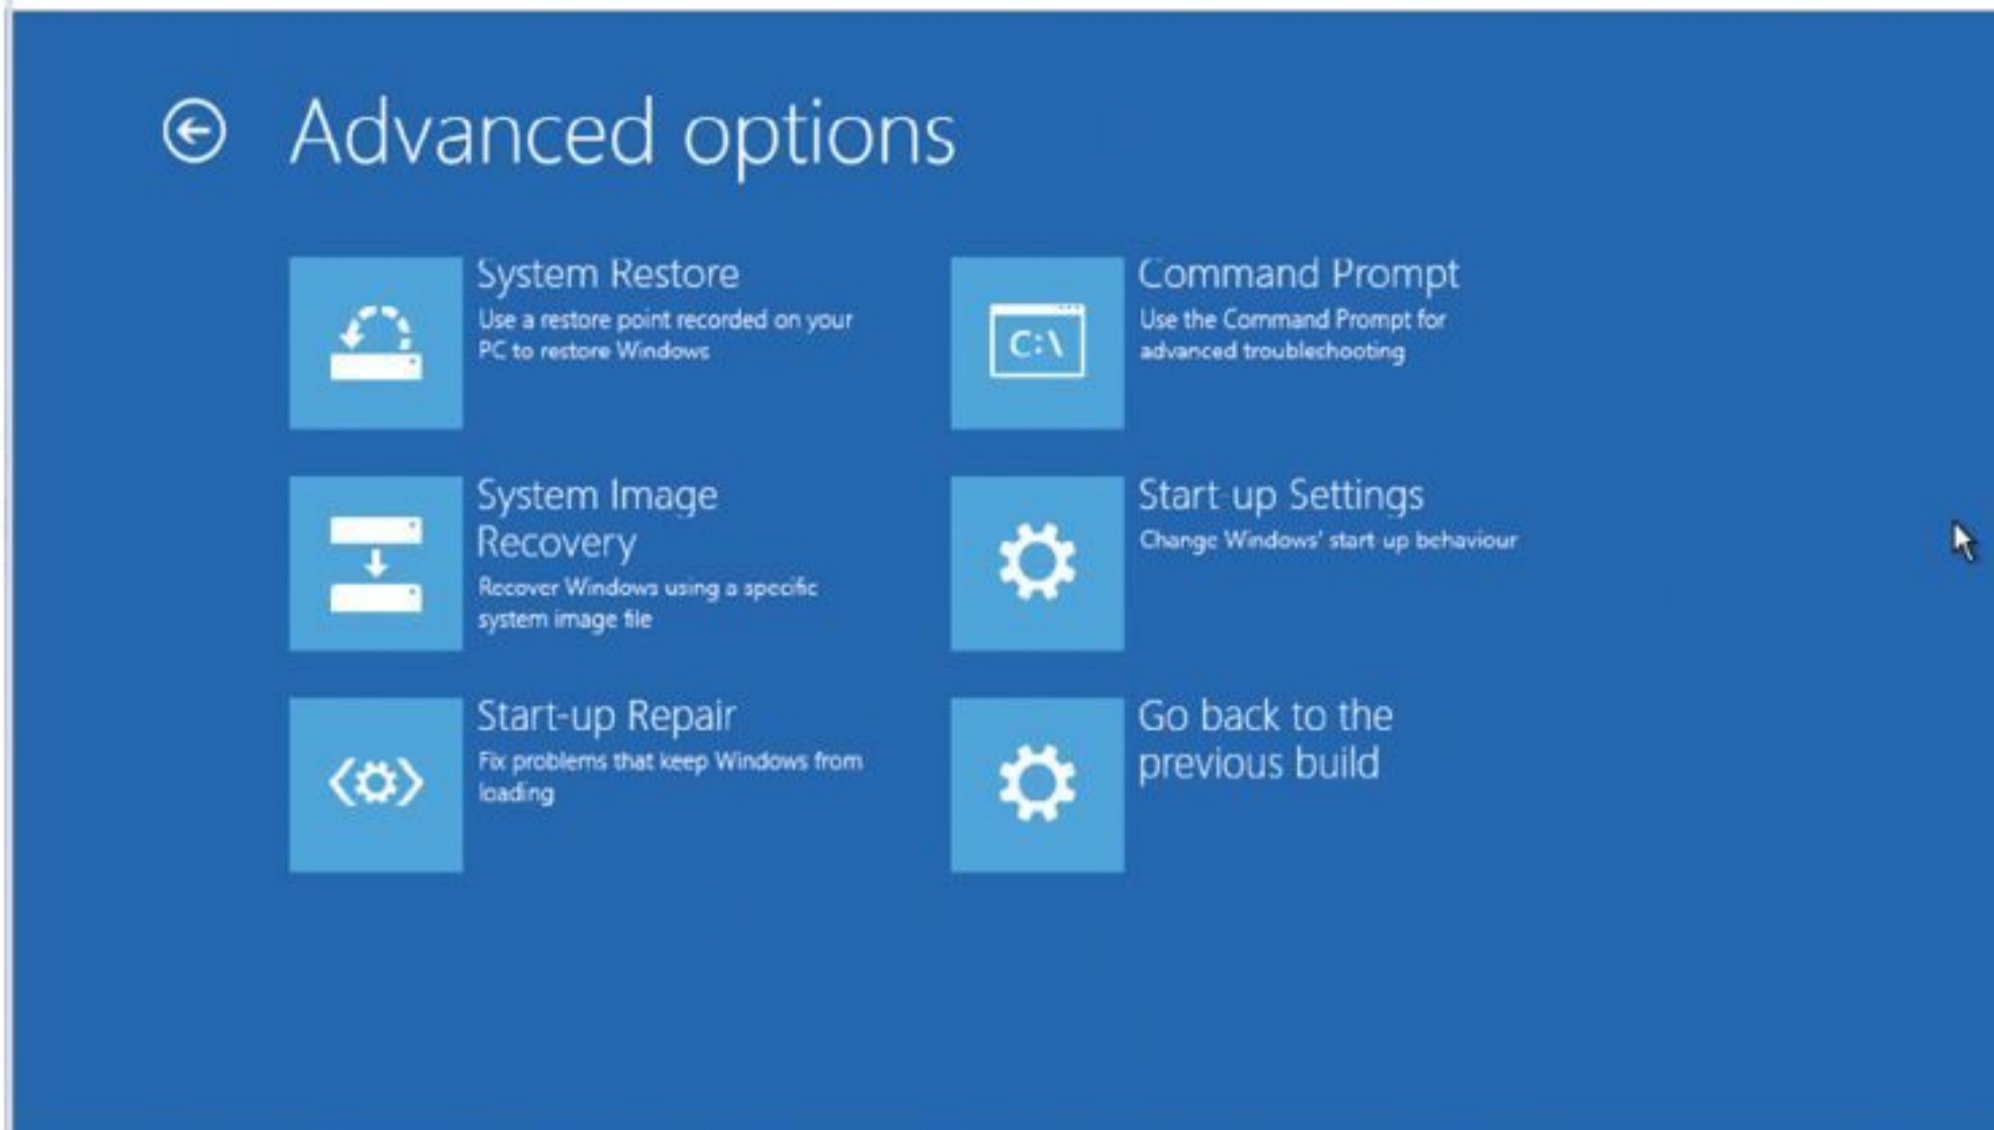 Advanced options
System Restore
Use a restore point recorded on your
PC to restore Windows
Command Prompt
Use the Command Prompt for
advanced troubleshooting
C:\
System Image
Recovery
Recover Windows using a specific
system image file
Start-up Settings
Change Windows' start-up behaviour
Start-up Repair
Fix problems that keep Windows from
loading
Go back to the
previous build